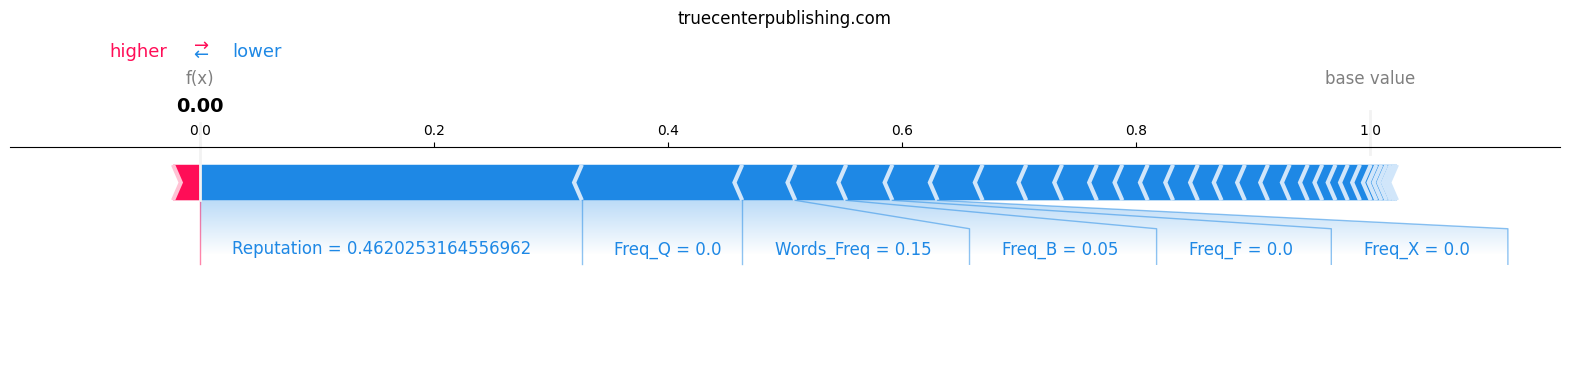 truecenterpublishing.com
higher ⇄ lower
f(x) base value
0.00
0.0 0.2 0.4 0.6 0.8 1.0
Reputation = 0.4620253164556962 Freq_Q = 0.0 Words_Freq = 0.15 Freq_B = 0.05 Freq_F = 0.0 Freq_X = 0.0